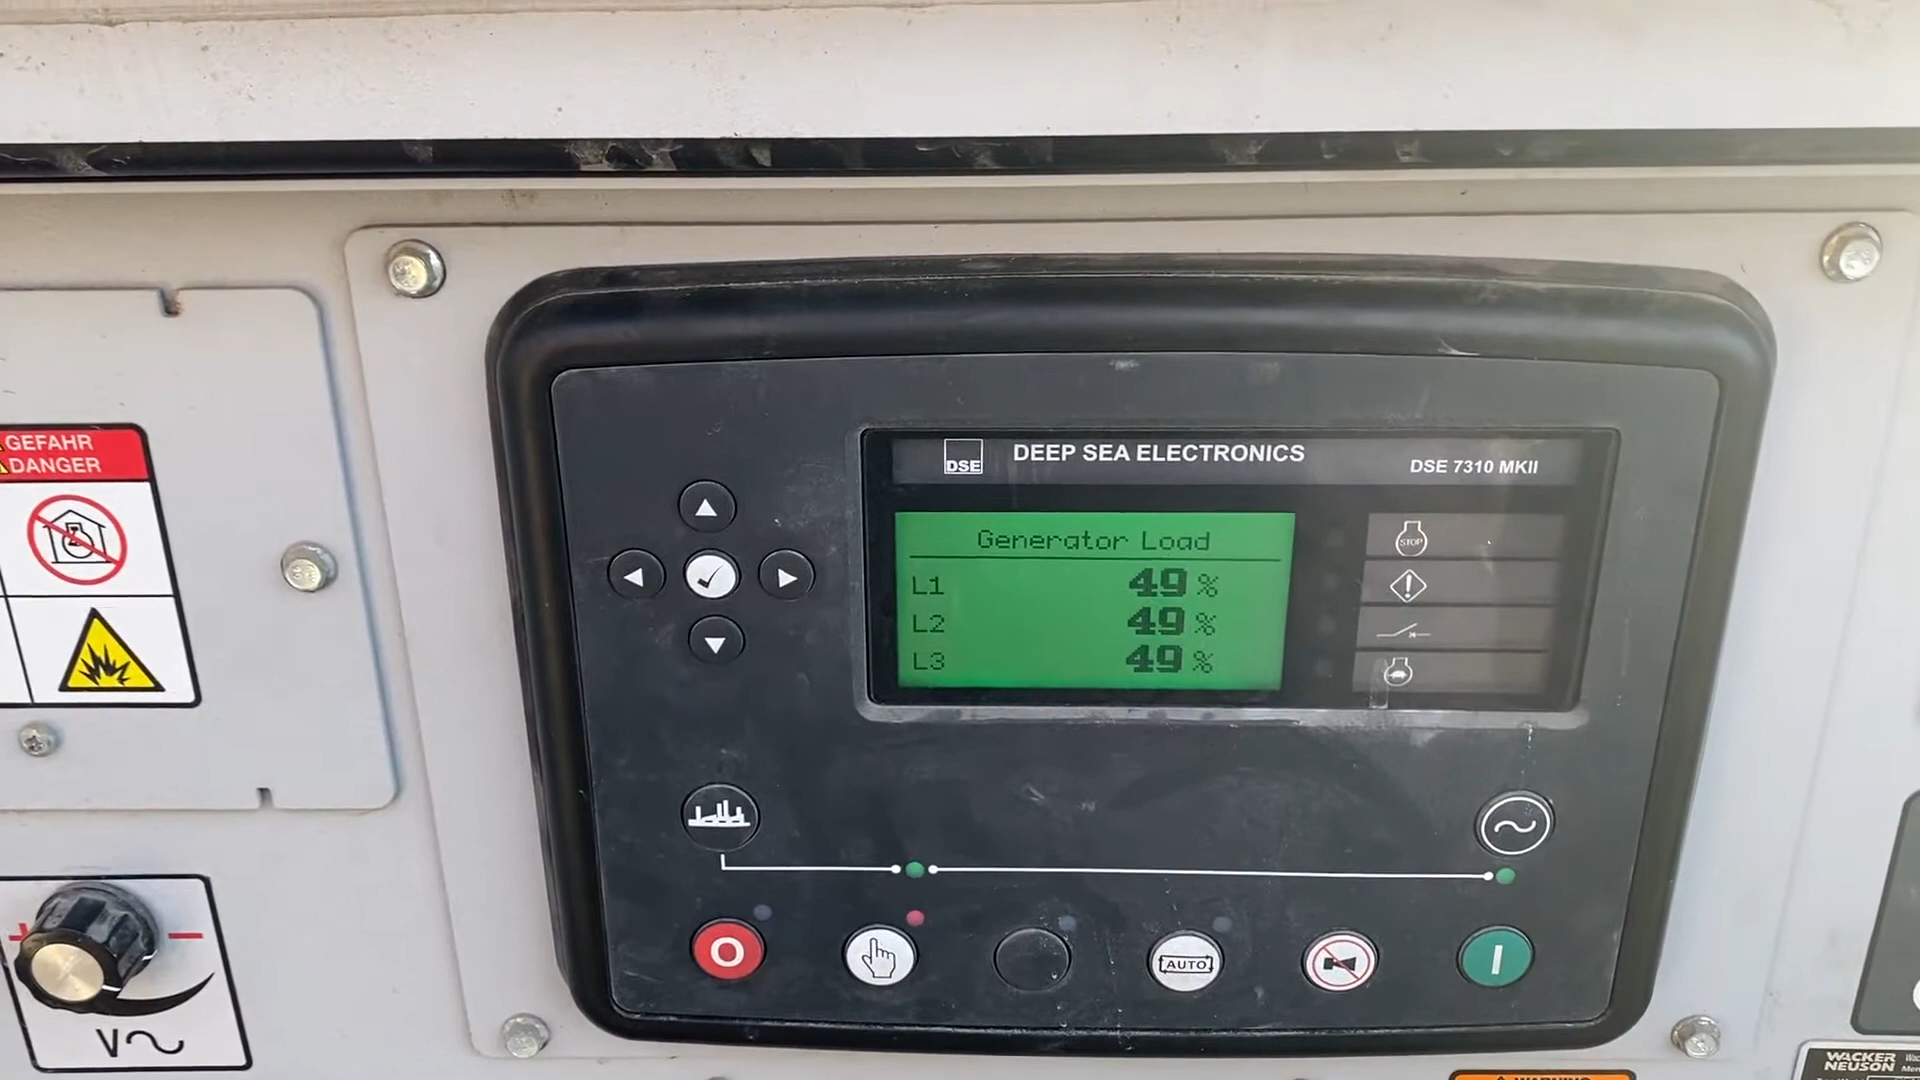 GEFAHR
DANGER
DSE
DEEP SEA ELECTRONICS
DSE 7310 MKII
Generator Load
L1 49 %
L2 49 %
L3 49 %
STOP
O
AUTO
I
+ −
V~
WACKER
NEUSON
WARNING